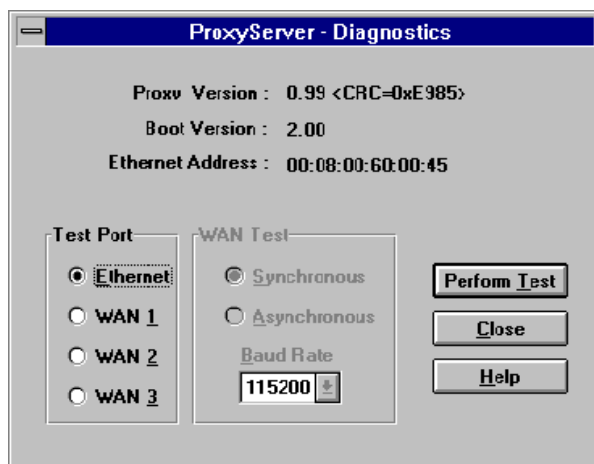 ProxyServer - Diagnostics
Proxy Version : 0.99 <CRC=0xE985>
Boot Version : 2.00
Ethernet Address : 00:08:00:60:00:45
Test Port
Ethernet
WAN 1
WAN 2
WAN 3
WAN Test
Synchronous
Asynchronous
Baud Rate
115200
Perform Test
Close
Help